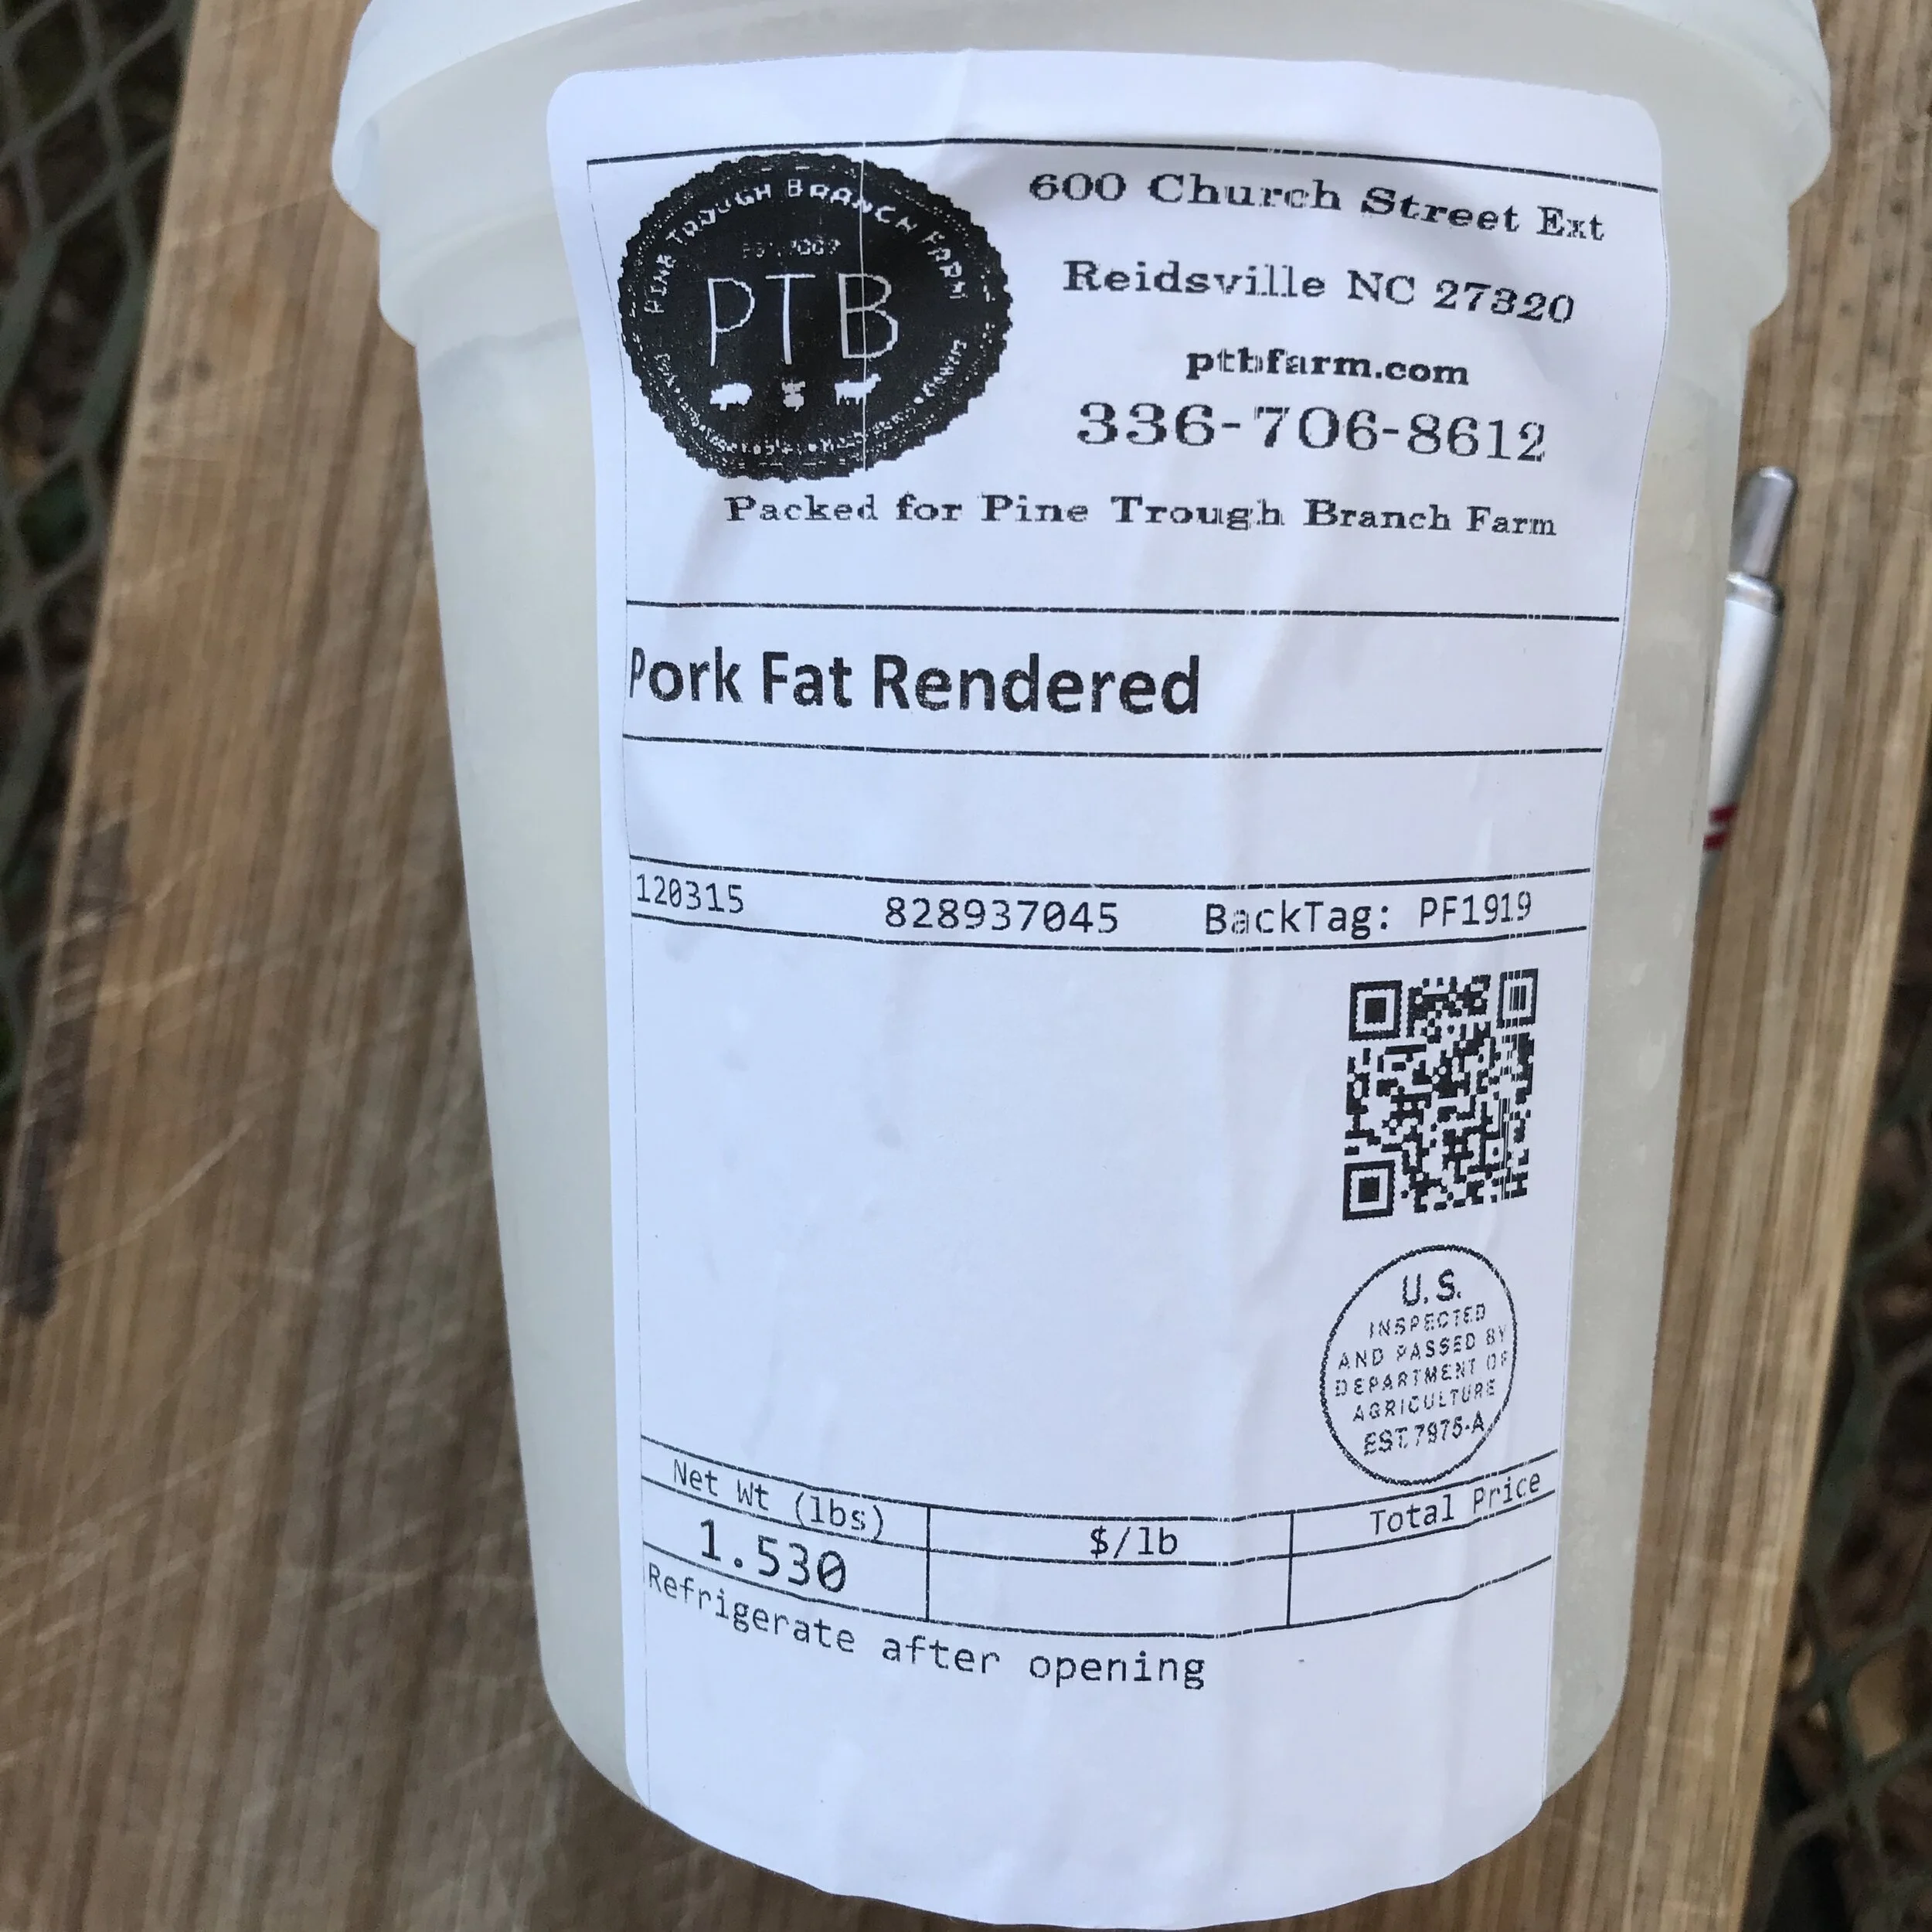 PINE TROUGH BRANCH FARM
PTB
600 Church Street Ext
Reidsville NC 27320
ptbfarm.com
336-706-8612
Packed for Pine Trough Branch Farm
Pork Fat Rendered
120315 828937045 BackTag: PF1919
U.S.
INSPECTED
AND PASSED BY
DEPARTMENT OF
AGRICULTURE
EST.7975-A
Net Wt (lbs) $/lb Total Price
1.530
Refrigerate after opening